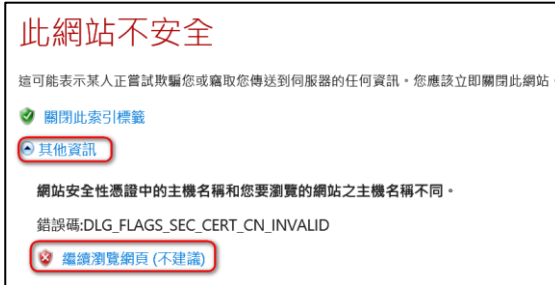 此網站不安全
這可能表示某人正嘗試欺騙您或竊取您傳送到伺服器的任何資訊。您應該立即關閉此網站。
關閉此索引標籤
其他資訊
網站安全性憑證中的主機名稱和您要瀏覽的網站之主機名稱不同。
錯誤碼:DLG_FLAGS_SEC_CERT_CN_INVALID
繼續瀏覽網頁 (不建議)